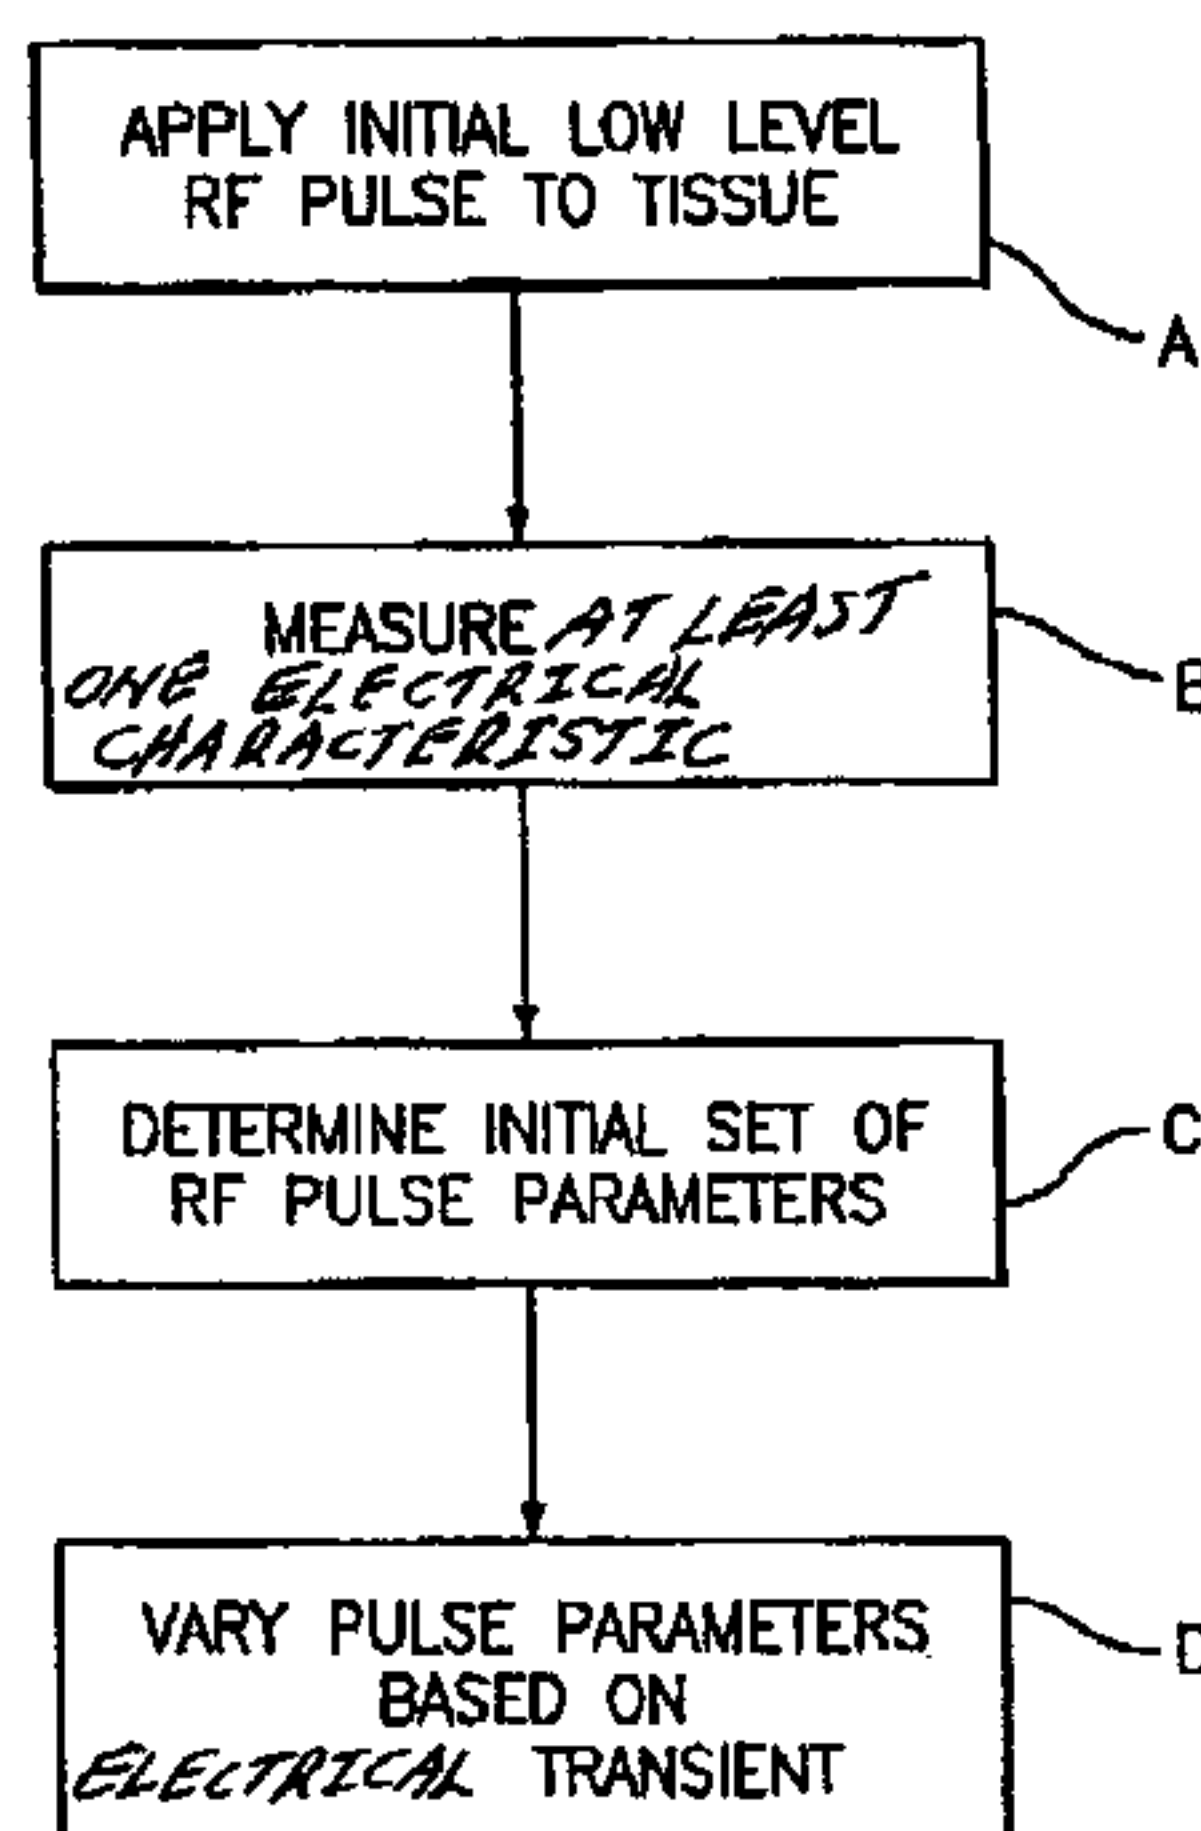 APPLY INITIAL LOW LEVEL
RF PULSE TO TISSUE
A
MEASURE AT LEAST
ONE ELECTRICAL
CHARACTERISTIC
B
DETERMINE INITIAL SET OF
RF PULSE PARAMETERS
C
VARY PULSE PARAMETERS
BASED ON
ELECTRICAL TRANSIENT
D